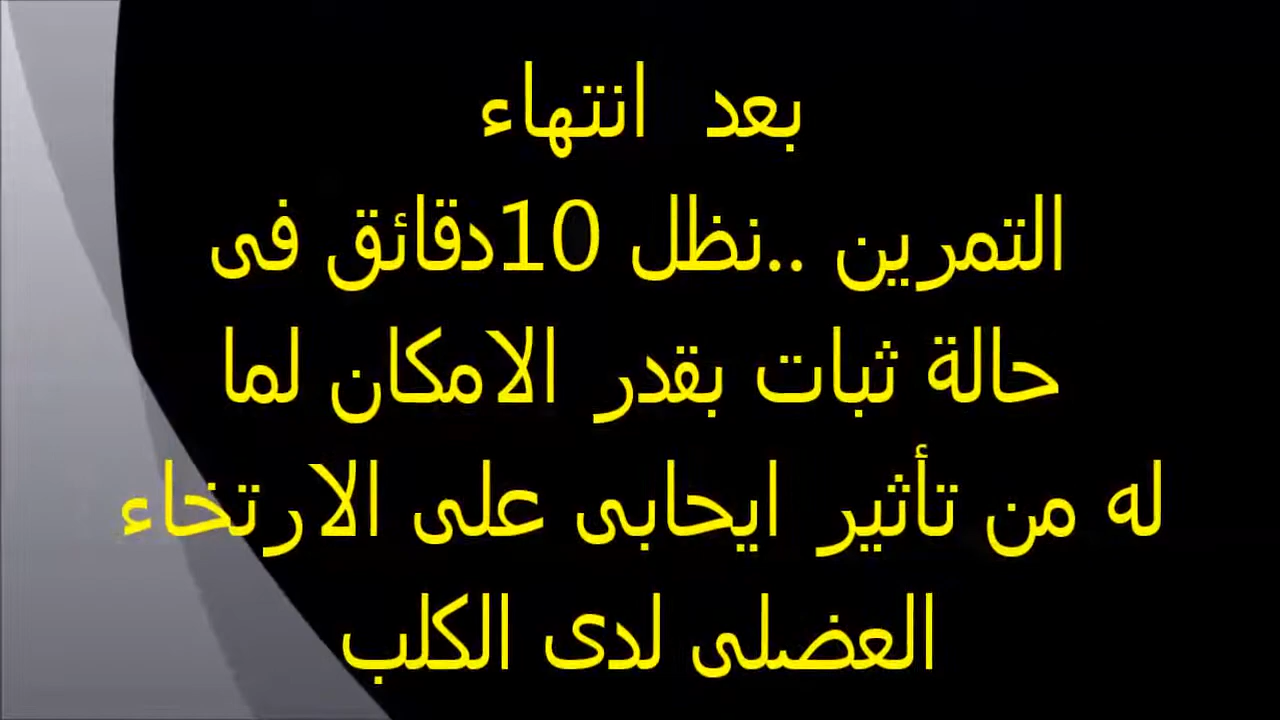 بعد انتهاء
التمرين ..نظل 10دقائق فى
حالة ثبات بقدر الامكان لما
له من تأثير ايحابى على الارتخاء
العضلى لدى الكلب